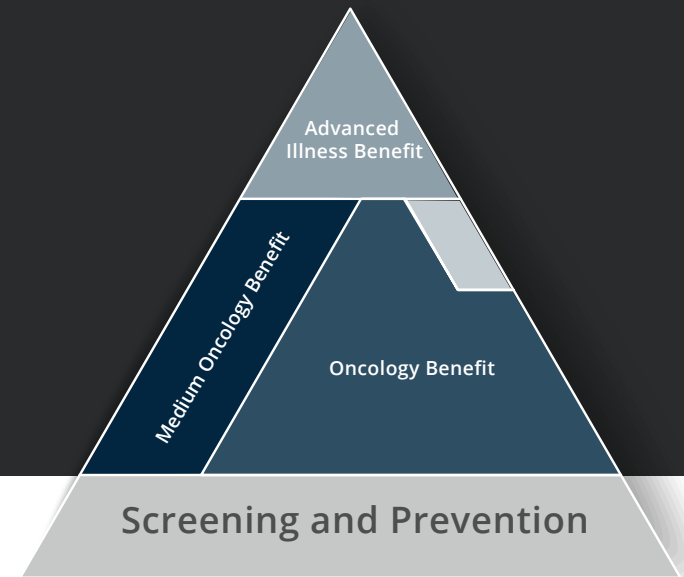 Advanced
Illness Benefit
Medium Oncology Benefit
Oncology Benefit
Screening and Prevention